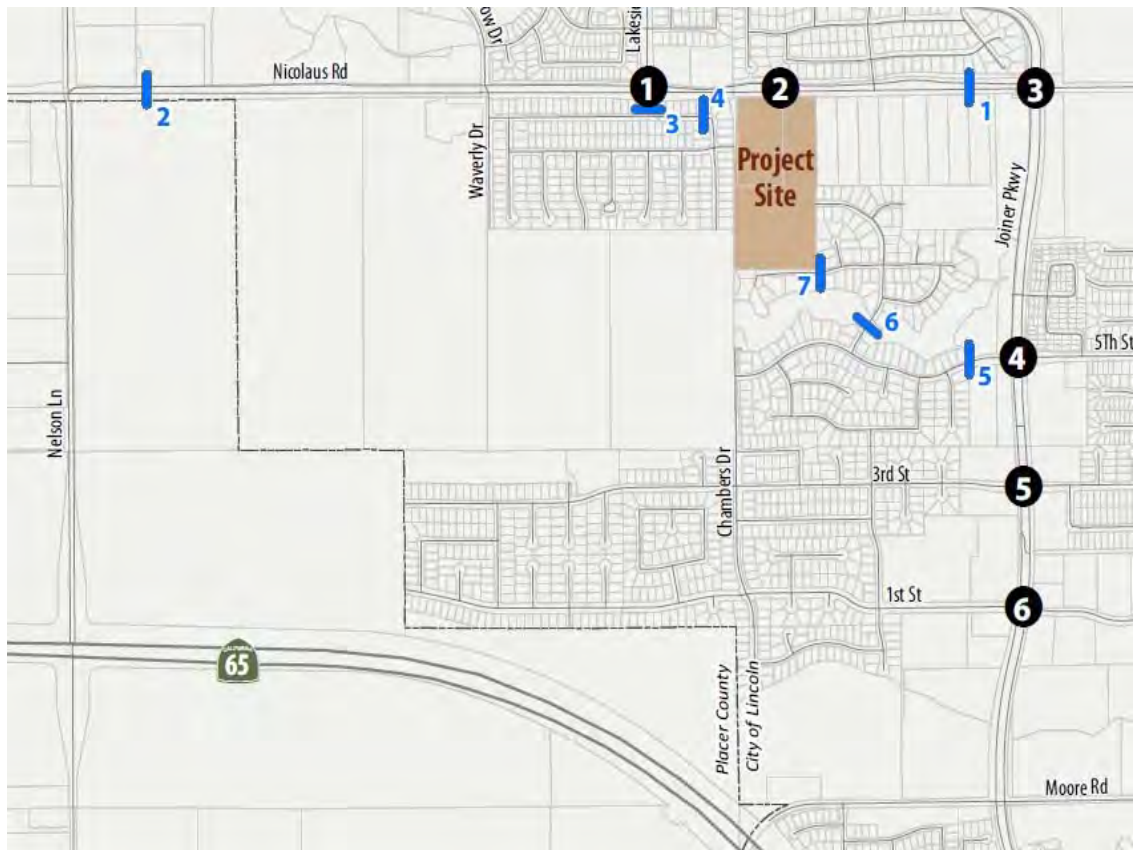 ow Dr
Lakesi
Nicolaus Rd
1
4
2
1
3
2
3
Waverly Dr
Project
Site
Joiner Pkwy
7
6
5
4
5Th St
Nelson Ln
Chambers Dr
3rd St
5
1st St
6
CALIFORNIA
65
Placer County
City of Lincoln
Moore Rd